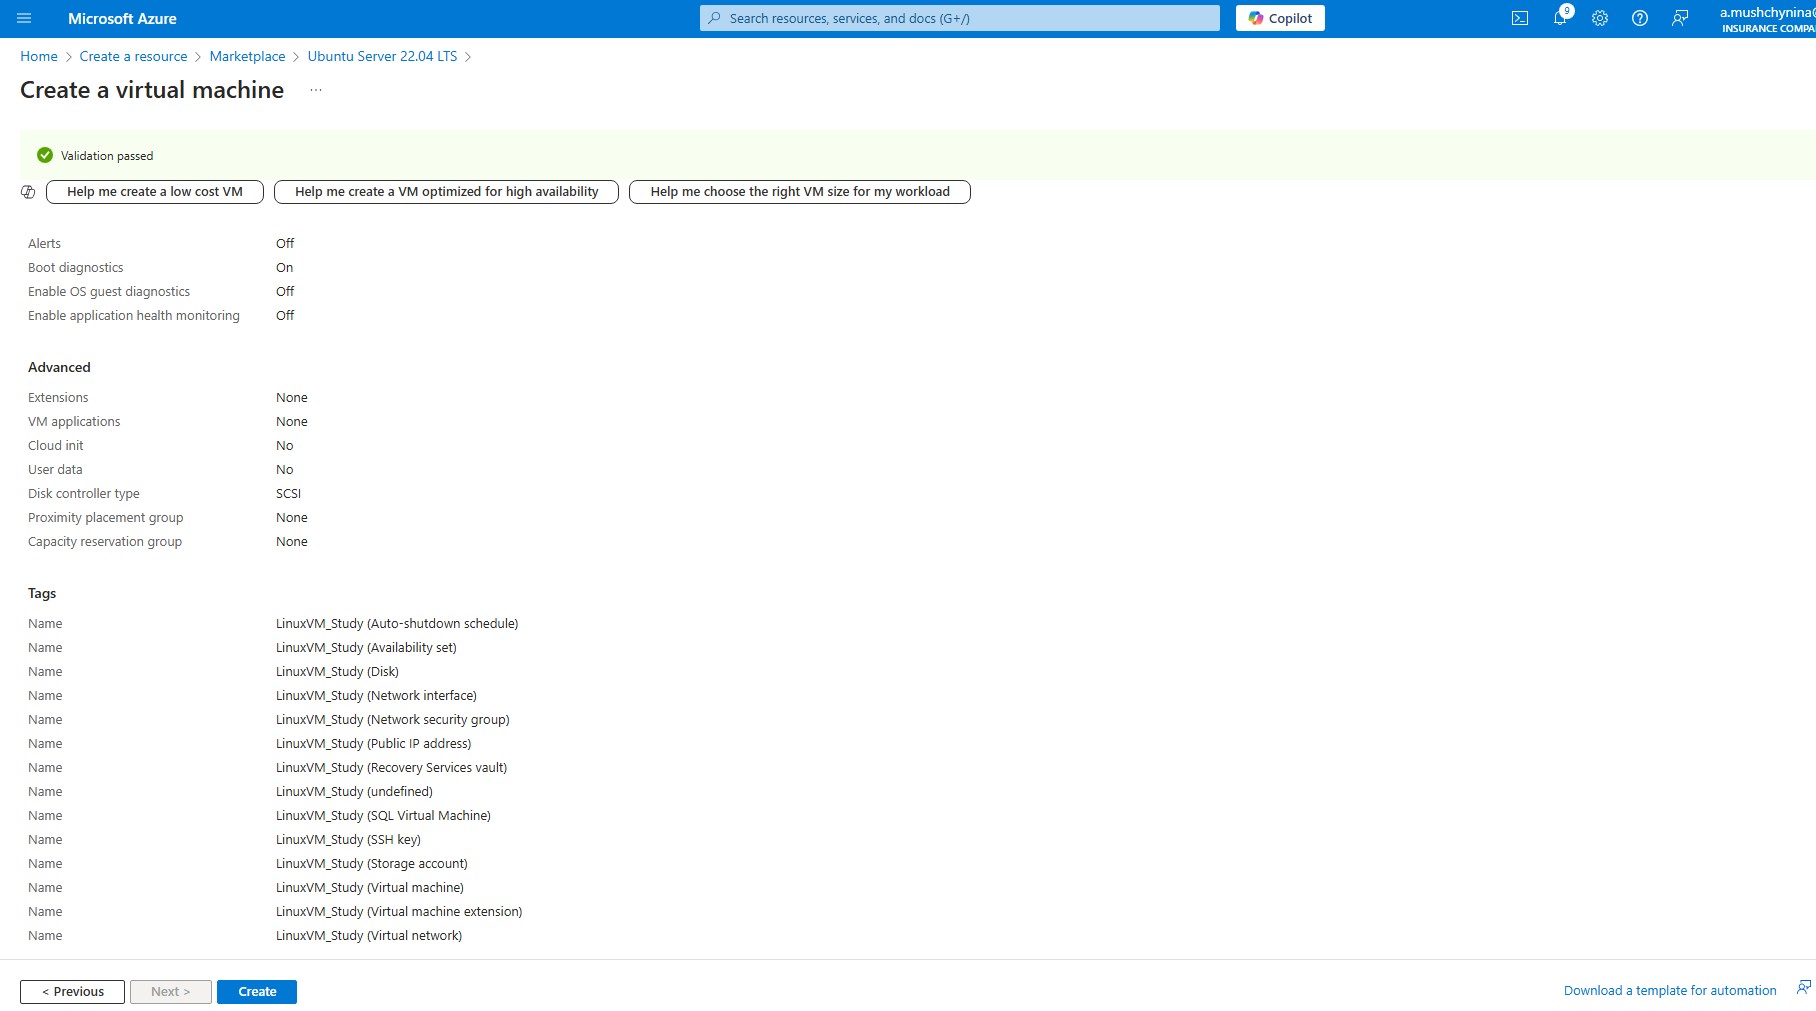 Microsoft Azure
Search resources, services, and docs (G+/)
Copilot
9
a.mushchynina@
INSURANCE COMPA
Home > Create a resource > Marketplace > Ubuntu Server 22.04 LTS >
Create a virtual machine ...
Validation passed
Help me create a low cost VM
Help me create a VM optimized for high availability
Help me choose the right VM size for my workload
Alerts Off
Boot diagnostics On
Enable OS guest diagnostics Off
Enable application health monitoring Off
Advanced
Extensions None
VM applications None
Cloud init No
User data No
Disk controller type SCSI
Proximity placement group None
Capacity reservation group None
Tags
Name LinuxVM_Study (Auto-shutdown schedule)
Name LinuxVM_Study (Availability set)
Name LinuxVM_Study (Disk)
Name LinuxVM_Study (Network interface)
Name LinuxVM_Study (Network security group)
Name LinuxVM_Study (Public IP address)
Name LinuxVM_Study (Recovery Services vault)
Name LinuxVM_Study (undefined)
Name LinuxVM_Study (SQL Virtual Machine)
Name LinuxVM_Study (SSH key)
Name LinuxVM_Study (Storage account)
Name LinuxVM_Study (Virtual machine)
Name LinuxVM_Study (Virtual machine extension)
Name LinuxVM_Study (Virtual network)
< Previous
Next >
Create
Download a template for automation